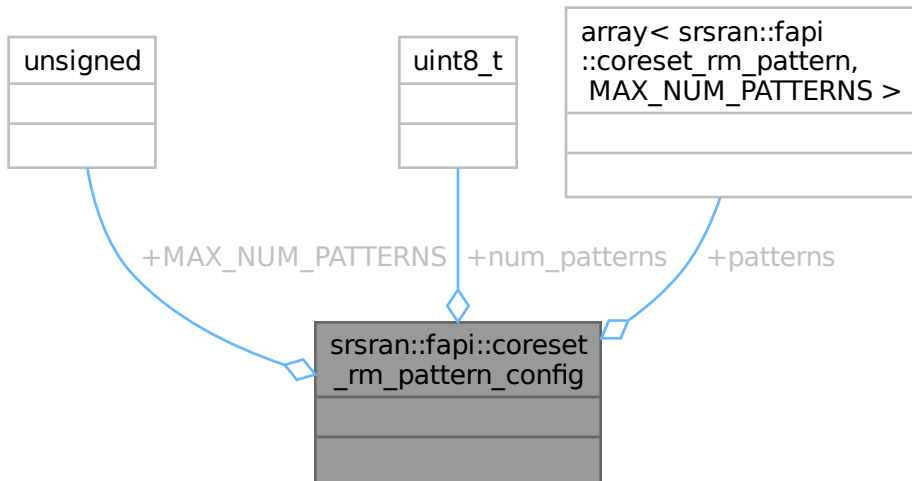 unsigned
uint8_t
array< srsran::fapi
::coreset_rm_pattern,
 MAX_NUM_PATTERNS >
+MAX_NUM_PATTERNS
+num_patterns
+patterns
srsran::fapi::coreset
_rm_pattern_config